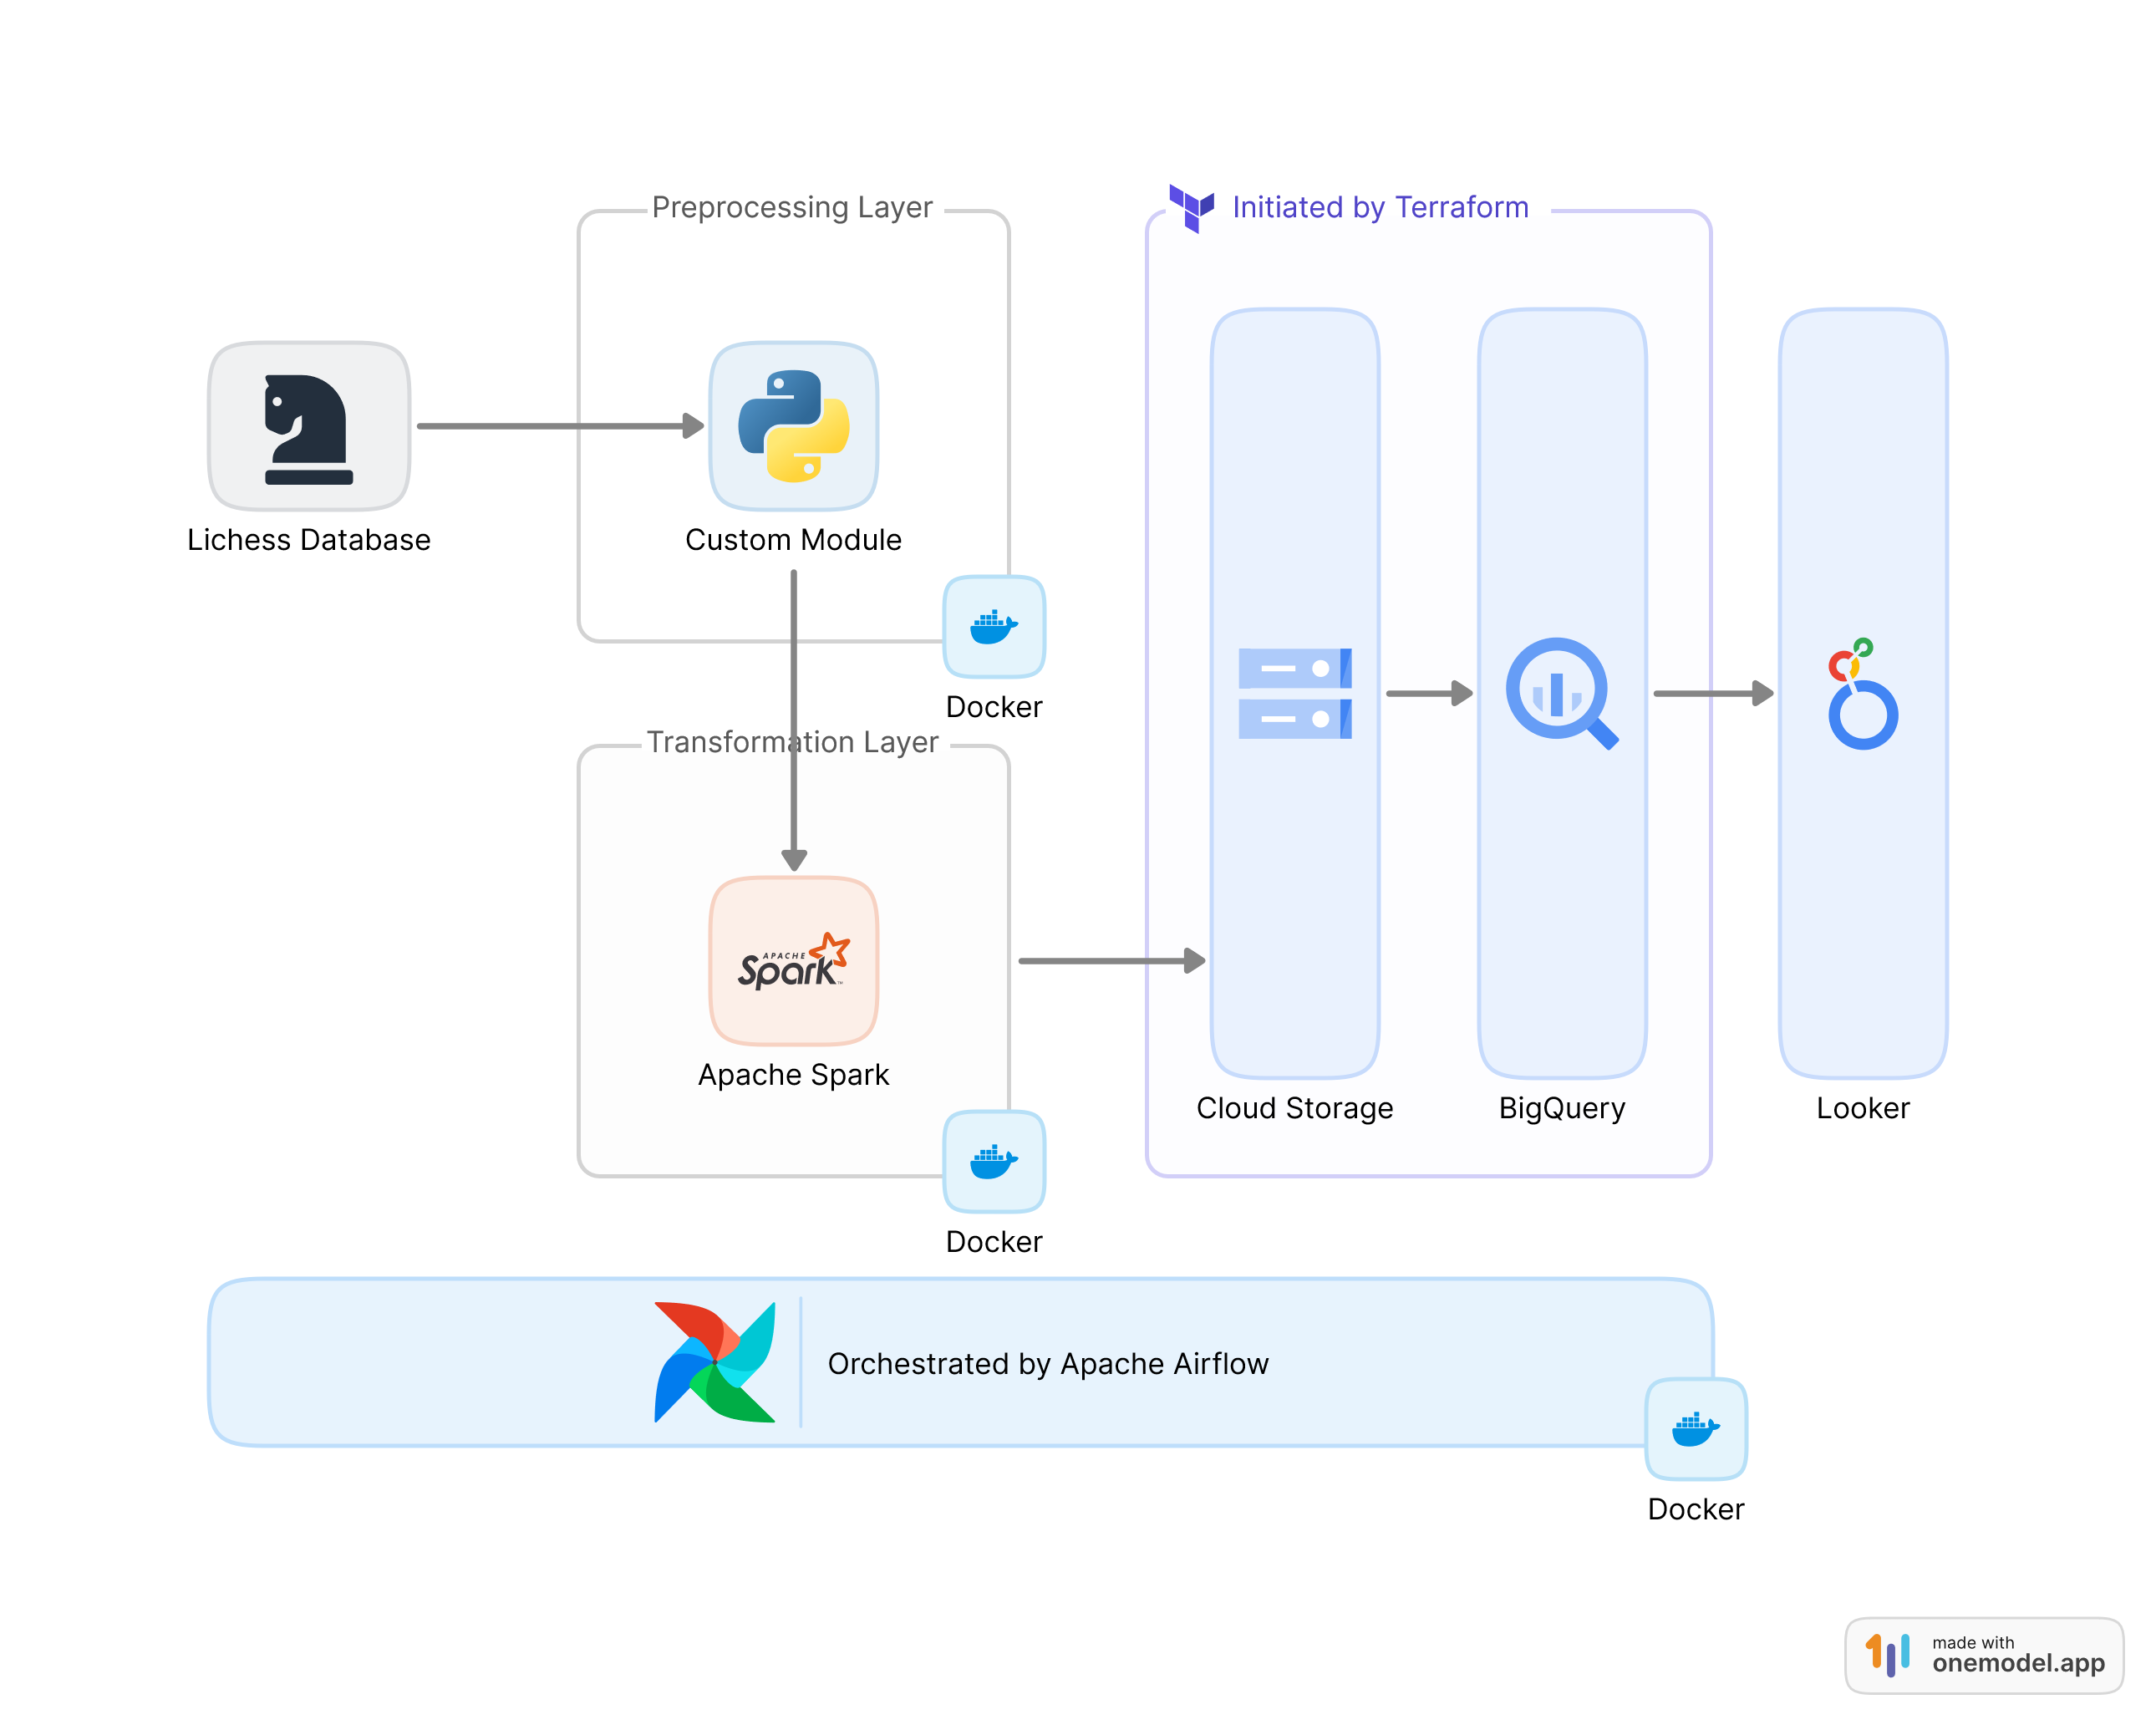 Preprocessing Layer
Initiated by Terraform
Lichess Database
Custom Module
Docker
Transformation Layer
APACHE
Spark
Apache Spark
Cloud Storage
BigQuery
Looker
Docker
Orchestrated by Apache Airflow
Docker
made with
onemodel.app